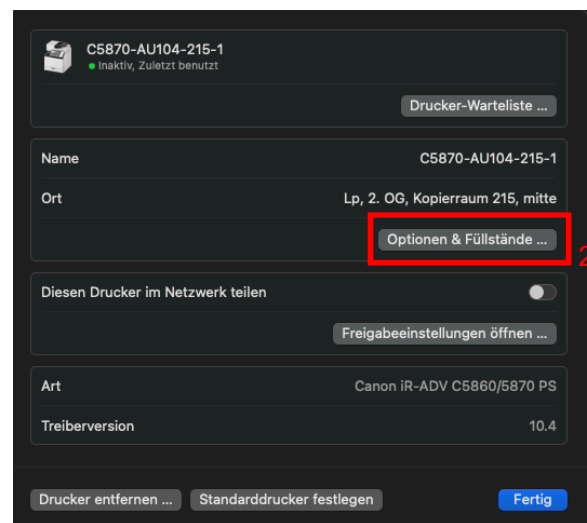 C5870-AU104-215-1
Inaktiv, Zuletzt benutzt
Drucker-Warteliste ...
Name C5870-AU104-215-1
Ort Lp, 2. OG, Kopierraum 215, mitte
Optionen & Füllstände ...
2
Diesen Drucker im Netzwerk teilen
Freigabeeinstellungen öffnen ...
Art Canon iR-ADV C5860/5870 PS
Treiberversion 10.4
Drucker entfernen ... Standarddrucker festlegen Fertig